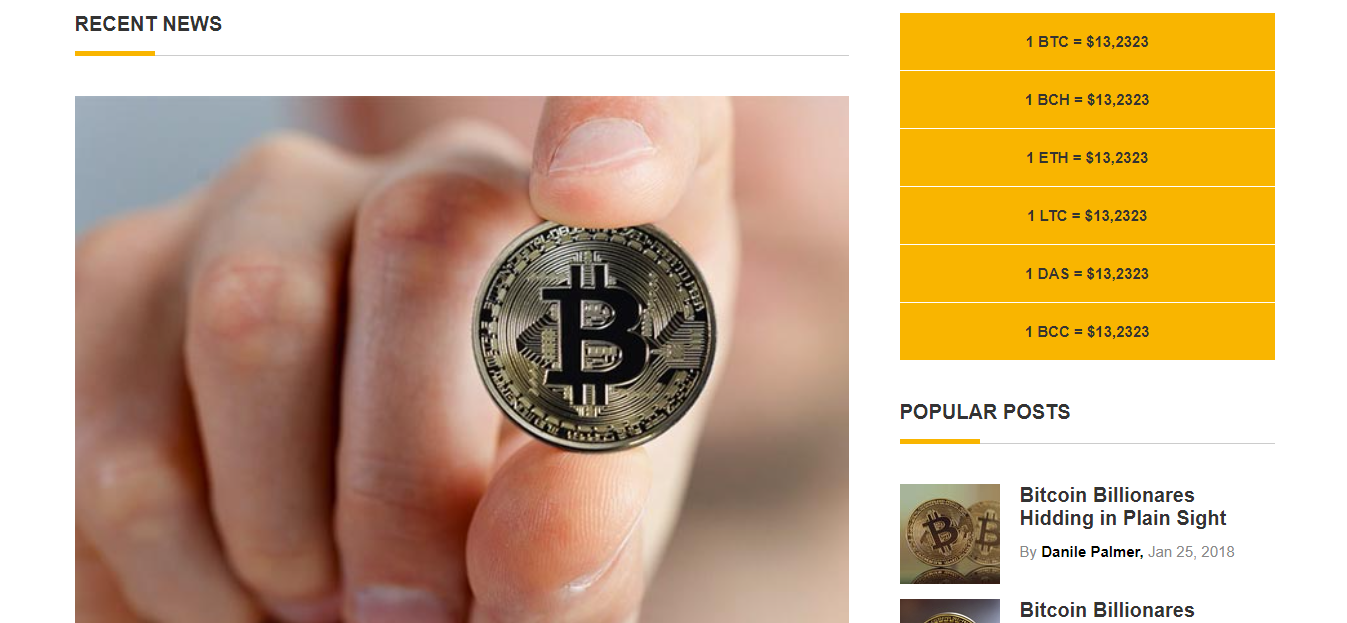 RECENT NEWS
1 BTC = $13,2323
1 BCH = $13,2323
1 ETH = $13,2323
1 LTC = $13,2323
1 DAS = $13,2323
1 BCC = $13,2323
POPULAR POSTS
Bitcoin Billionares
Hidding in Plain Sight
By Danile Palmer, Jan 25, 2018
Bitcoin Billionares